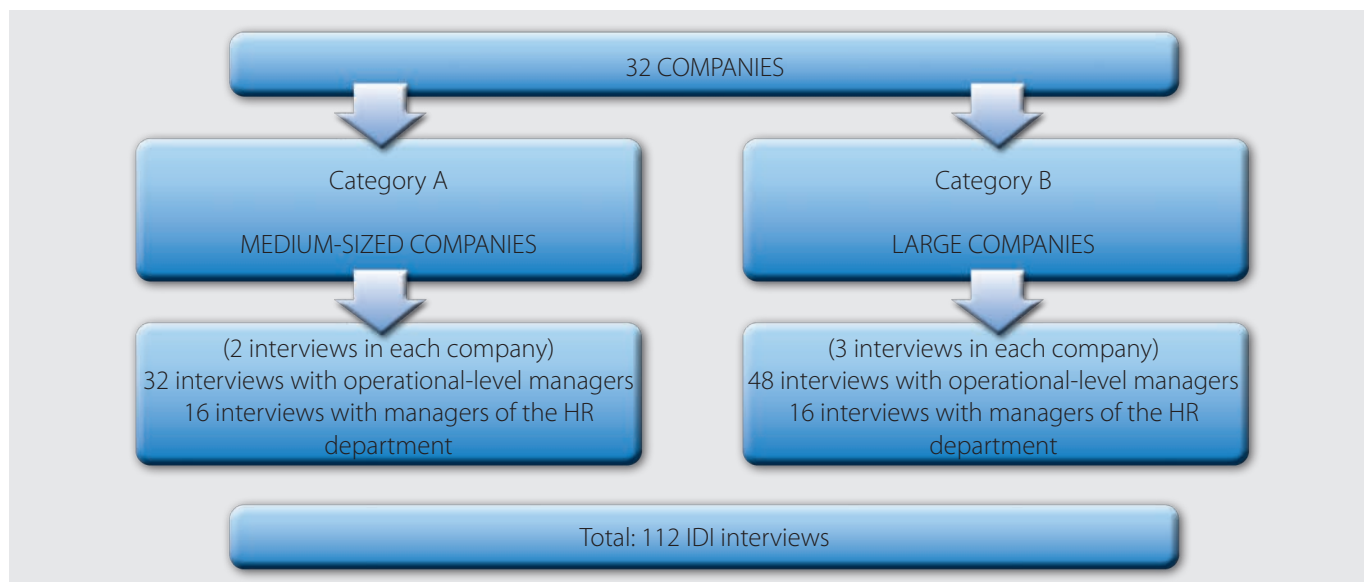 32 COMPANIES
Category A
MEDIUM-SIZED COMPANIES
Category B
LARGE COMPANIES
(2 interviews in each company)
32 interviews with operational-level managers
16 interviews with managers of the HR
department
(3 interviews in each company)
48 interviews with operational-level managers
16 interviews with managers of the HR
department
Total: 112 IDI interviews